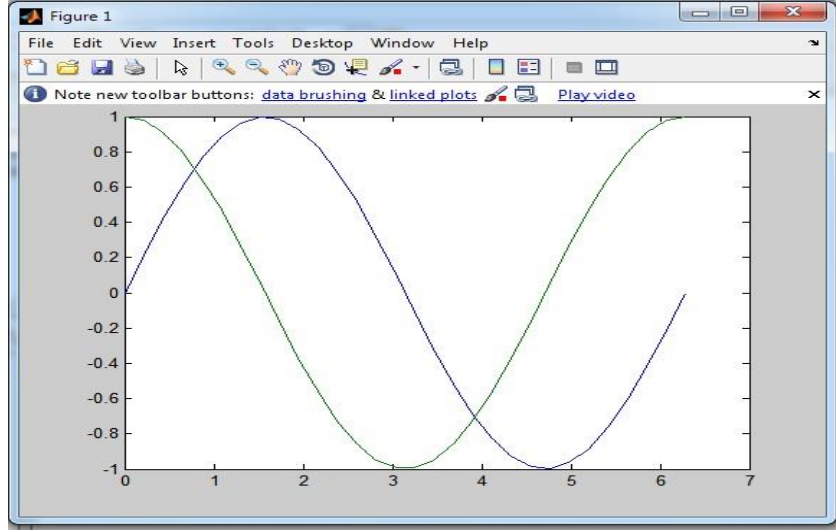 Figure 1
File Edit View Insert Tools Desktop Window Help
Note new toolbar buttons: data brushing & linked plots Play video
1
0.8
0.6
0.4
0.2
0
-0.2
-0.4
-0.6
-0.8
-1
0 1 2 3 4 5 6 7